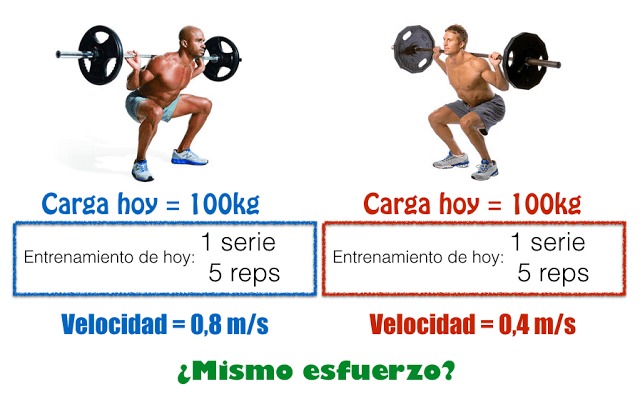 Carga hoy = 100kg
Entrenamiento de hoy: 1 serie
5 reps
Velocidad = 0,8 m/s
Carga hoy = 100kg
Entrenamiento de hoy: 1 serie
5 reps
Velocidad = 0,4 m/s
¿Mismo esfuerzo?